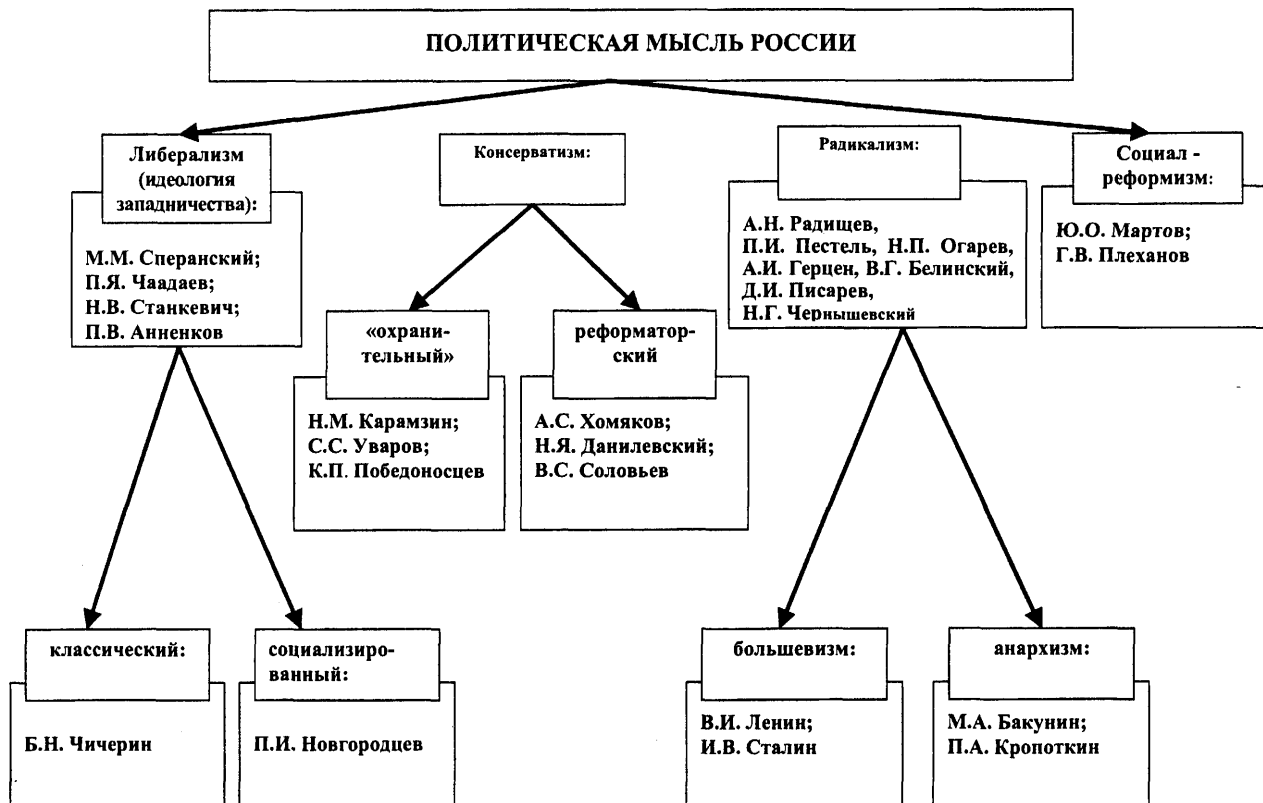 ПОЛИТИЧЕСКАЯ МЫСЛЬ РОССИИ
Либерализм
(идеология
западничества):
М.М. Сперанский;
П.Я. Чаадаев;
Н.В. Станкевич;
П.В. Анненков
Консерватизм:
Радикализм:
А.Н. Радищев,
П.И. Пестель, Н.П. Огарев,
А.И. Герцен, В.Г. Белинский,
Д.И. Писарев,
Н.Г. Чернышевский
Социал -
реформизм:
Ю.О. Мартов;
Г.В. Плеханов
«охрани-
тельный»
Н.М. Карамзин;
С.С. Уваров;
К.П. Победоносцев
реформатор-
ский
А.С. Хомяков;
Н.Я. Данилевский;
В.С. Соловьев
классический:
Б.Н. Чичерин
социализиро-
ванный:
П.И. Новгородцев
большевизм:
В.И. Ленин;
И.В. Сталин
анархизм:
М.А. Бакунин;
П.А. Кропоткин